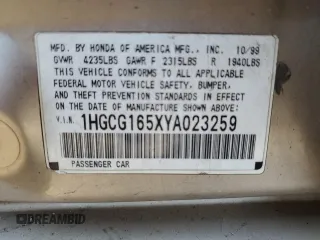 MFD. BY HONDA OF AMERICA MFG., INC. 10/99
GVWR 4235LBS GAWR F 2315LBS R 1940LBS
THIS VEHICLE CONFORMS TO ALL APPLICABLE
FEDERAL MOTOR VEHICLE SAFETY, BUMPER,
AND THEFT PREVENTION STANDARDS IN EFFECT ON
THE DATE OF MANUFACTURE SHOWN ABOVE.
V.I.N. 1HGCG165XYA023259
PASSENGER CAR
AUTOBIDMASTER